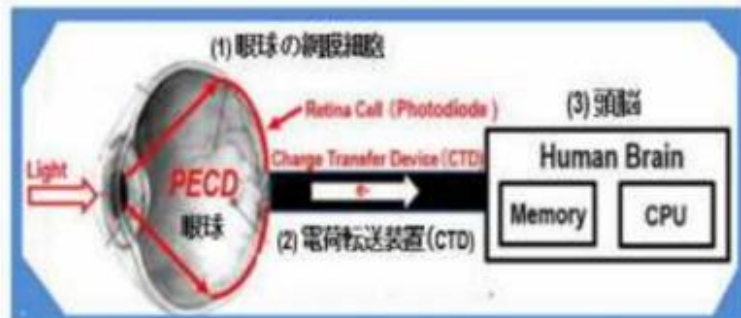 (1) 眼球の網膜細胞
Retina Cell (Photodiode)
(3) 頭脳
Light
PECD
眼球
Charge Transfer Device (CTD)
e-
(2) 電荷転送装置(CTD)
Human Brain
Memory
CPU